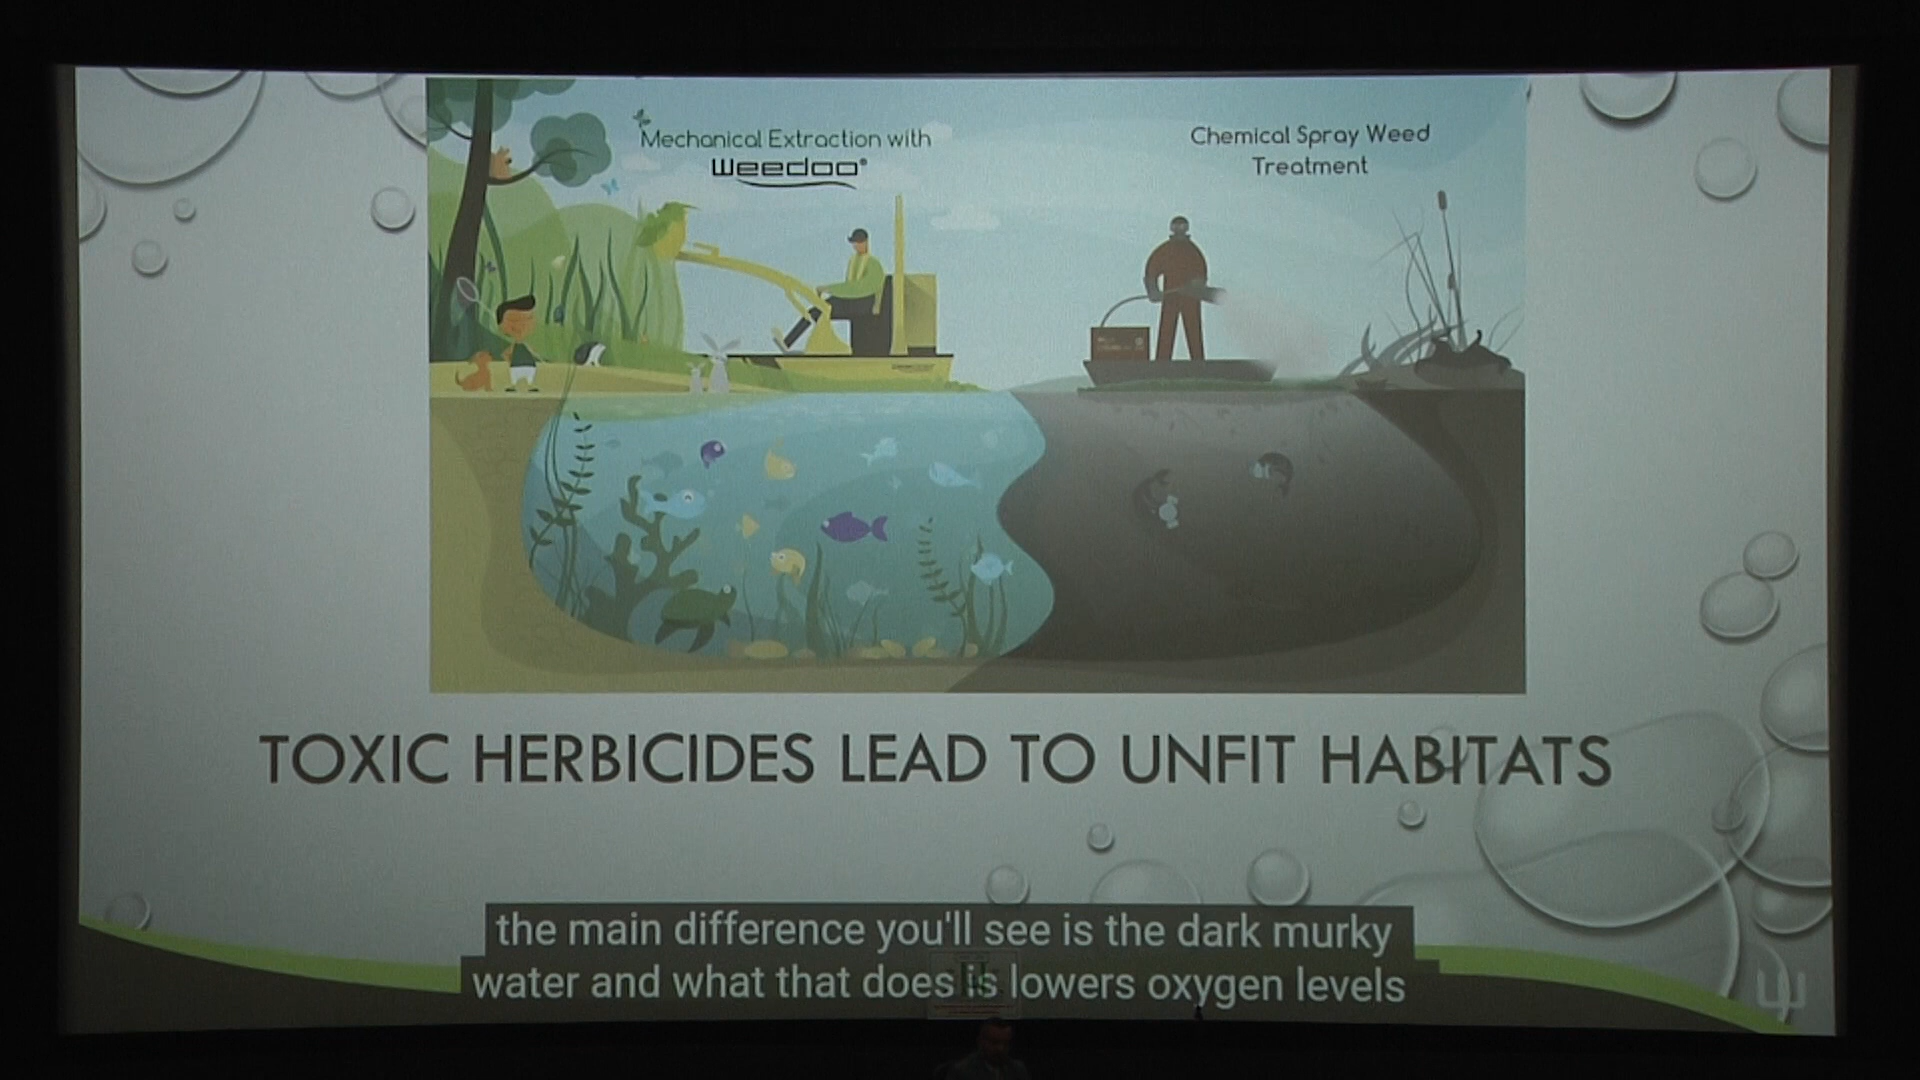 Mechanical Extraction with
Weedoo®
Chemical Spray Weed
Treatment
TOXIC HERBICIDES LEAD TO UNFIT HABITATS
the main difference you'll see is the dark murky
water and what that does is lowers oxygen levels